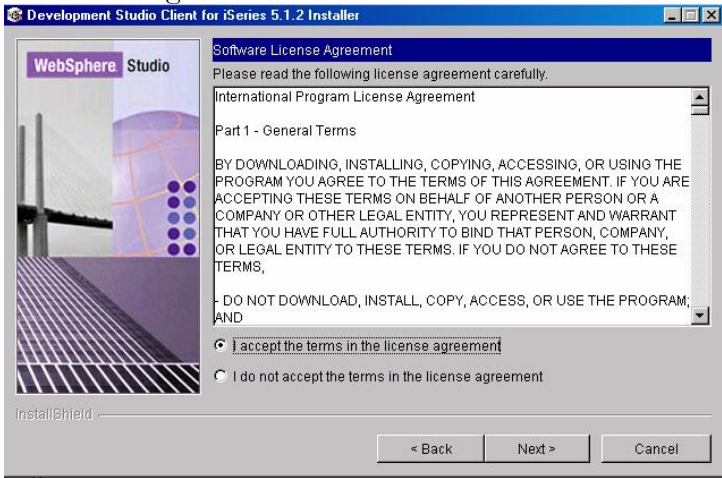 Development Studio Client for iSeries 5.1.2 Installer
WebSphere Studio
Software License Agreement
Please read the following license agreement carefully.
International Program License Agreement
Part 1 - General Terms
BY DOWNLOADING, INSTALLING, COPYING, ACCESSING, OR USING THE
PROGRAM YOU AGREE TO THE TERMS OF THIS AGREEMENT. IF YOU ARE
ACCEPTING THESE TERMS ON BEHALF OF ANOTHER PERSON OR A
COMPANY OR OTHER LEGAL ENTITY, YOU REPRESENT AND WARRANT
THAT YOU HAVE FULL AUTHORITY TO BIND THAT PERSON, COMPANY,
OR LEGAL ENTITY TO THESE TERMS. IF YOU DO NOT AGREE TO THESE
TERMS,
- DO NOT DOWNLOAD, INSTALL, COPY, ACCESS, OR USE THE PROGRAM;
AND
I accept the terms in the license agreement
I do not accept the terms in the license agreement
InstallShield
< Back Next > Cancel